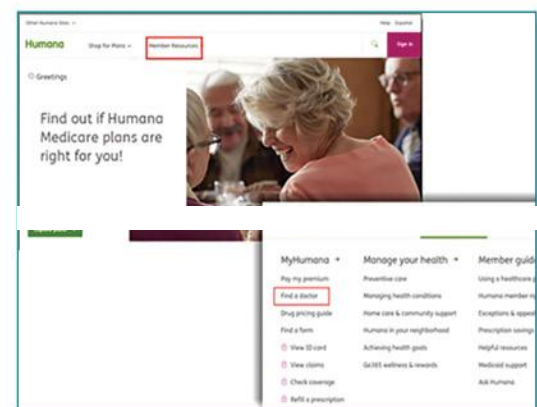 Other Humana Sites
Help Español
Humana
Shop for Plans
Member Resources
Sign in
Greetings
Find out if Humana
Medicare plans are
right for you!
MyHumana
Pay my premium
Find a doctor
Drug pricing guide
Find a form
View ID card
View claims
Check coverage
Refill a prescription
Manage your health
Preventive care
Managing health conditions
Home care & community support
Humana in your neighborhood
Achieving health goals
Go365 wellness & rewards
Member guid
Using a healthcare p
Humana member
Exceptions & appeal
Prescription savings
Helpful resources
Medicaid support
Ask Humana